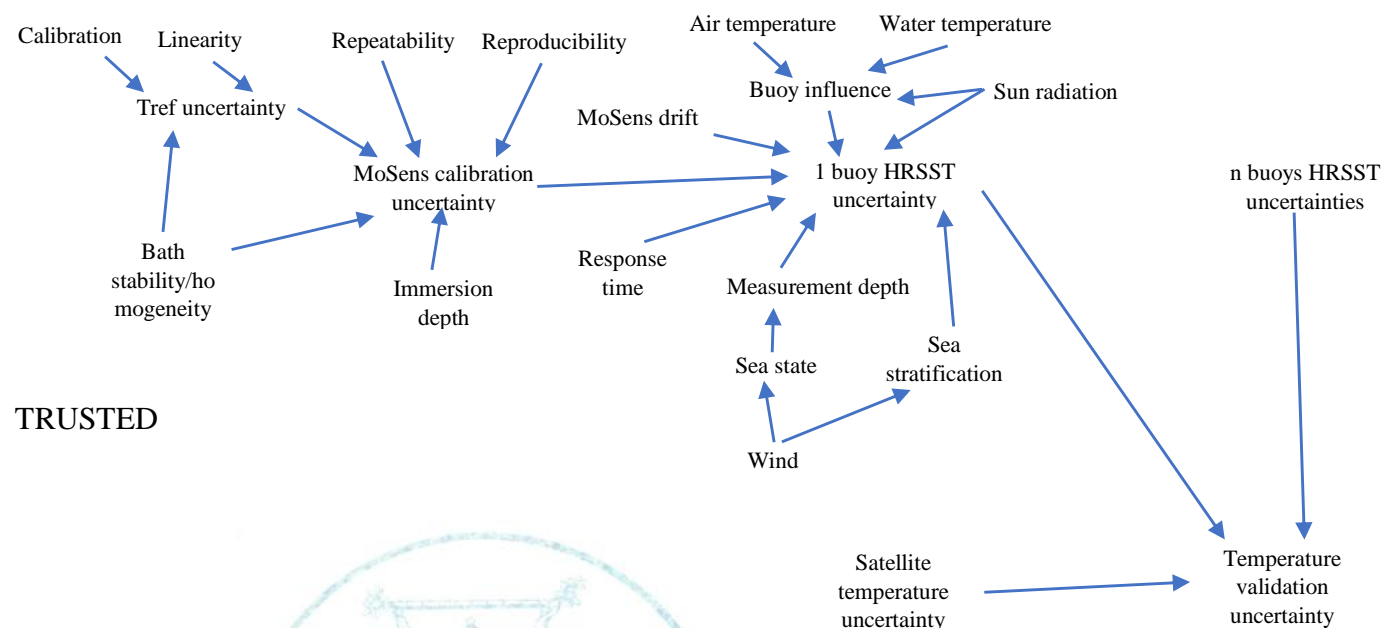 Calibration
Linearity
Repeatability
Reproducibility
Air temperature
Water temperature
Tref uncertainty
Buoy influence
Sun radiation
MoSens drift
MoSens calibration
uncertainty
1 buoy HRSST
uncertainty
n buoys HRSST
uncertainties
Bath
stability/ho
mogeneity
Immersion
depth
Response
time
Measurement depth
Sea state
Sea
stratification
TRUSTED
Wind
Satellite
temperature
uncertainty
Temperature
validation
uncertainty